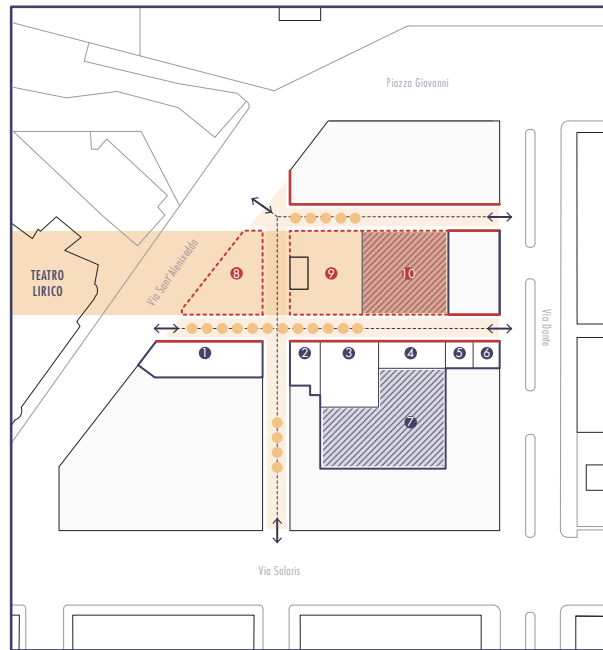 Piazza Giovanni
TEATRO
LIRICO
Via Sant'Alenixedda
8
9
10
Via Dante
1
2
3
4
5
6
7
Via Salaris